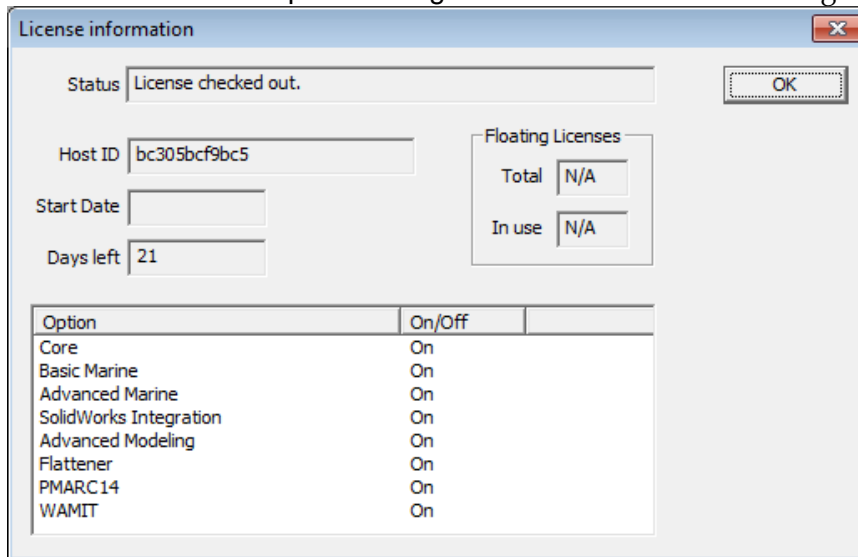 License information
Status License checked out.
OK
Host ID bc305bcf9bc5
Floating Licenses
Total N/A
Start Date
In use N/A
Days left 21
Option On/Off
Core On
Basic Marine On
Advanced Marine On
SolidWorks Integration On
Advanced Modeling On
Flattener On
PMARC14 On
WAMIT On